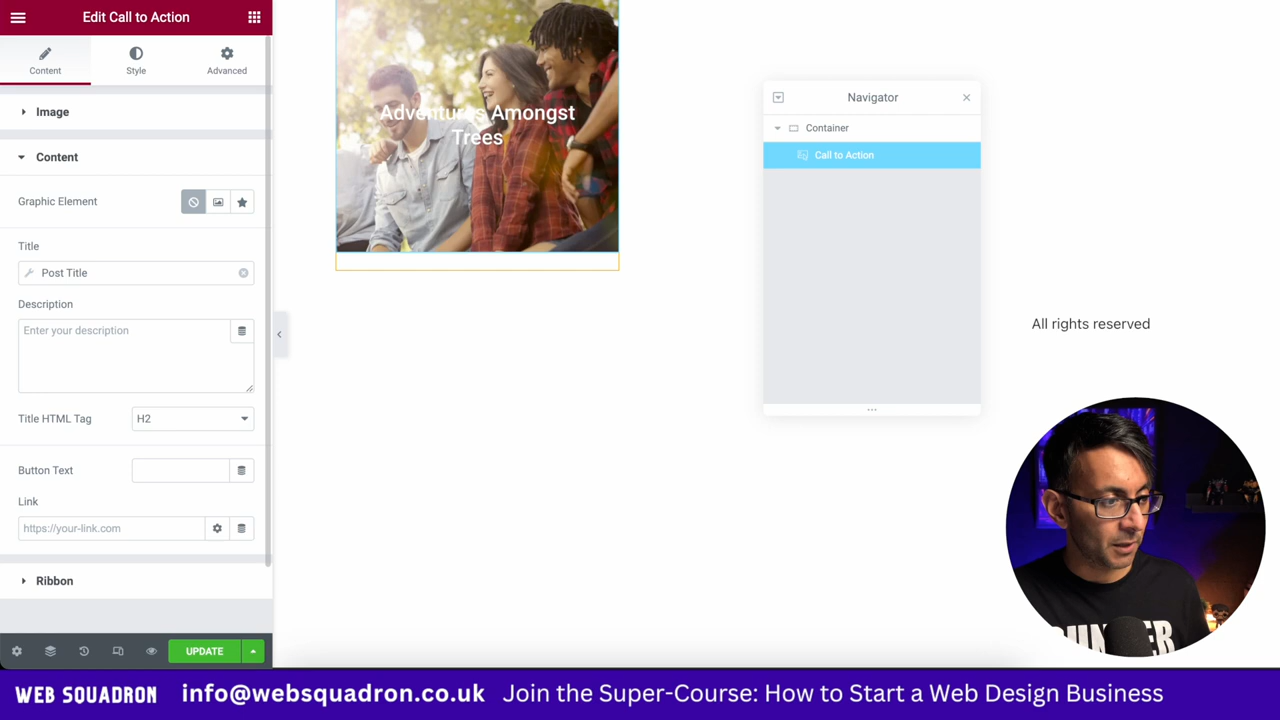 Edit Call to Action
Content
Style
Advanced
Image
Content
Graphic Element
Title
Post Title
Description
Enter your description
Title HTML Tag
H2
Button Text
Link
https://your-link.com
Ribbon
UPDATE
Adventures Amongst
Trees
Navigator
Container
Call to Action
All rights reserved
WEB SQUADRON info@websquadron.co.uk Join the Super-Course: How to Start a Web Design Business